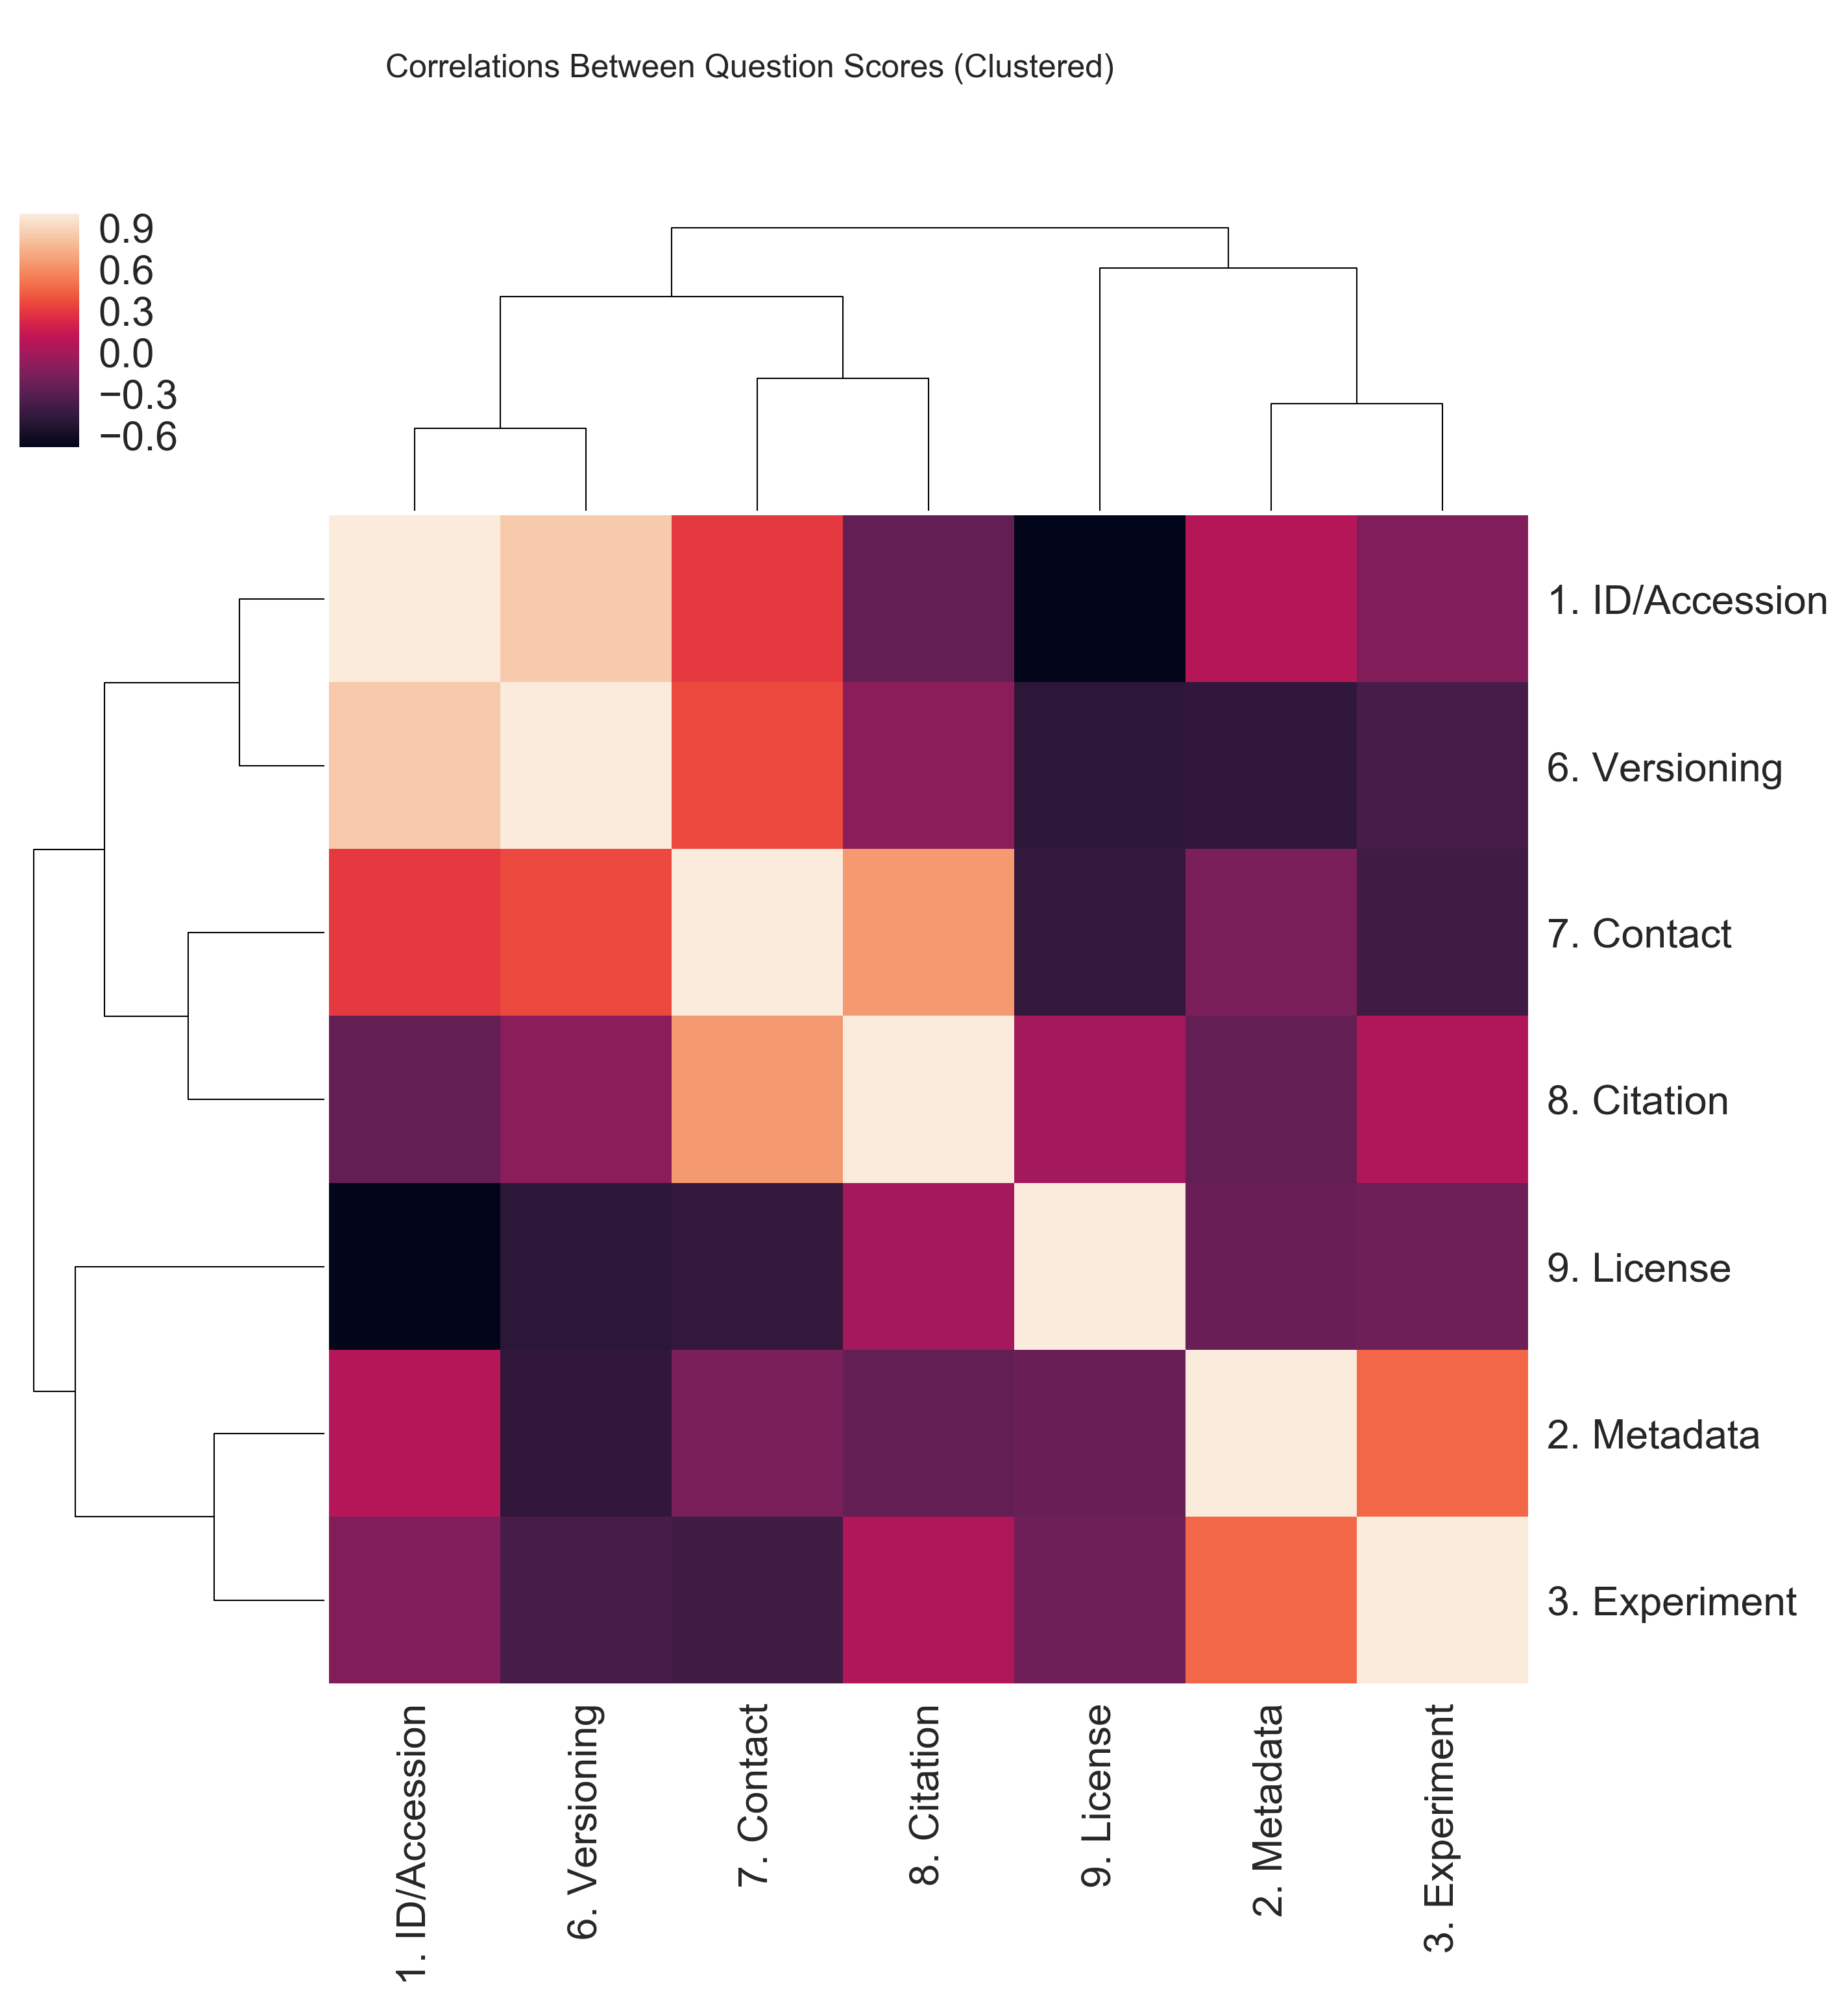 Correlations Between Question Scores (Clustered)
0.9
0.6
0.3
0.0
−0.3
−0.6
1. ID/Accession
6. Versioning
7. Contact
8. Citation
9. License
2. Metadata
3. Experiment
1. ID/Accession
6. Versioning
7. Contact
8. Citation
9. License
2. Metadata
3. Experiment